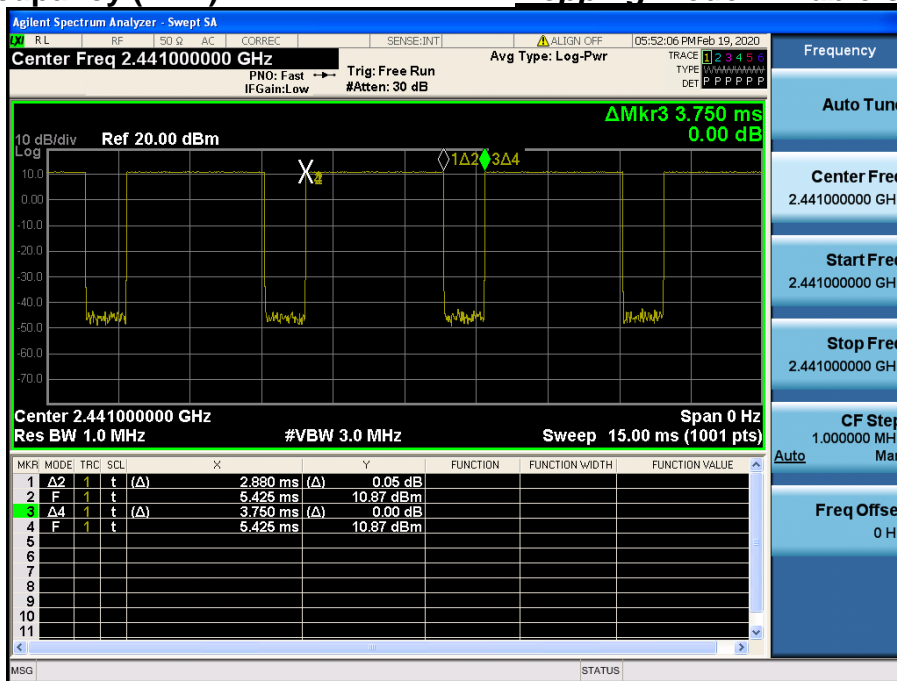 Agilent Spectrum Analyzer - Swept SA
LXI RL RF 50 Ω AC CORREC SENSE:INT ALIGN OFF 05:52:06 PM Feb 19, 2020
Center Freq 2.441000000 GHz
PNO: Fast
IFGain:Low
Trig: Free Run
#Atten: 30 dB
Avg Type: Log-Pwr
TRACE 1 2 3 4 5 6
TYPE
DET P P P P P P
ΔMkr3 3.750 ms
0.00 dB
10 dB/div Ref 20.00 dBm
Log
10.0
0.00
-10.0
-20.0
-30.0
-40.0
-50.0
-60.0
-70.0
X2
1Δ2 3Δ4
Center 2.441000000 GHz Span 0 Hz
Res BW 1.0 MHz #VBW 3.0 MHz Sweep 15.00 ms (1001 pts)
MKR MODE TRC SCL X Y FUNCTION FUNCTION WIDTH FUNCTION VALUE
1 Δ2 1 t (Δ) 2.880 ms (Δ) 0.05 dB
2 F 1 t 5.425 ms 10.87 dBm
3 Δ4 1 t (Δ) 3.750 ms (Δ) 0.00 dB
4 F 1 t 5.425 ms 10.87 dBm
5
6
7
8
9
10
11
MSG STATUS
Frequency
Auto Tune
Center Freq
2.441000000 GH
Start Freq
2.441000000 GH
Stop Freq
2.441000000 GH
CF Step
1.000000 MH
Auto Man
Freq Offse
0 H